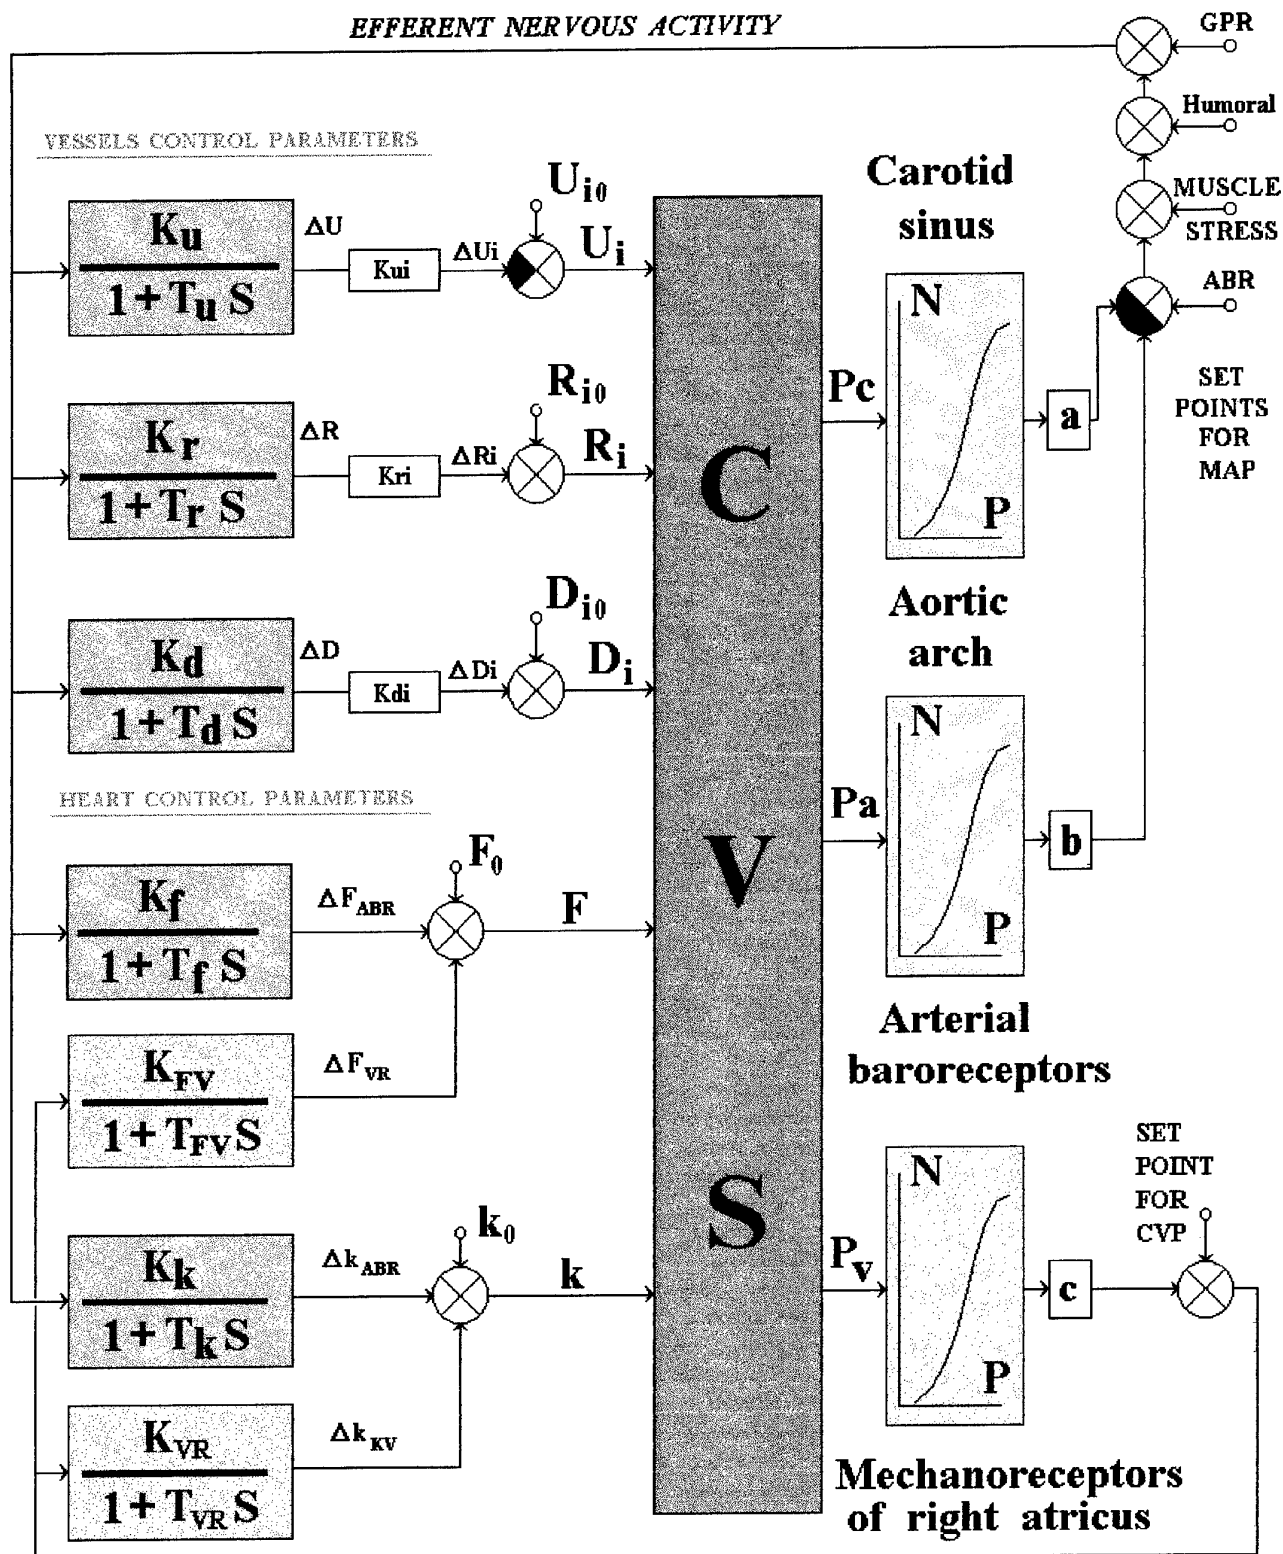 EFFERENT NERVOUS ACTIVITY
GPR
Humoral
MUSCLE
STRESS
ABR
SET
POINTS
FOR
MAP
VESSELS CONTROL PARAMETERS
Ku
1 + Tu S
ΔU
Kui
ΔUi
Ui0
Ui
Kr
1 + Tr S
ΔR
Kri
ΔRi
Ri0
Ri
Kd
1 + Td S
ΔD
Kdi
ΔDi
Di0
Di
HEART CONTROL PARAMETERS
Kf
1 + Tf S
ΔFABR
F0
F
KFV
1 + TFV S
ΔFVR
Kk
1 + Tk S
ΔkABR
k0
k
KVR
1 + TVR S
ΔkKV
C
V
S
Carotid
sinus
Pc
N
P
a
Aortic
arch
Pa
N
P
b
Arterial
baroreceptors
Pv
N
P
c
SET
POINT
FOR
CVP
Mechanoreceptors
of right atricus